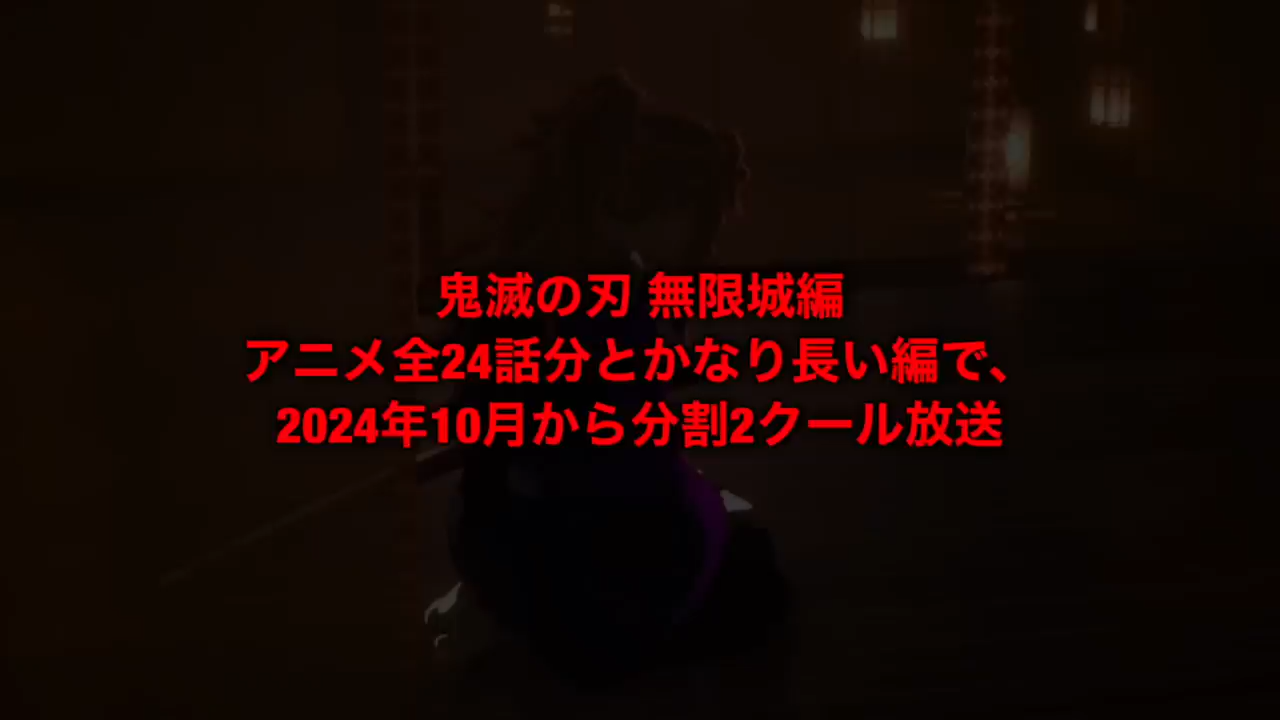 鬼滅の刃 無限城編
アニメ全24話分とかなり長い編で、
2024年10月から分割2クール放送